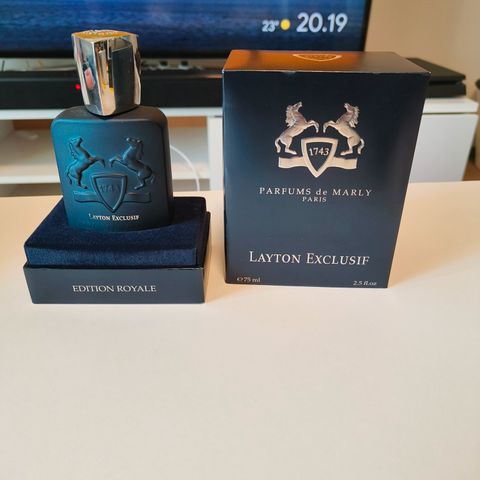 23° 20.19
1743
LAYTON EXCLUSIF
EDITION ROYALE
1743
PARFUMS de MARLY
PARIS
LAYTON EXCLUSIF
℮75 ml 2.5 fl.oz